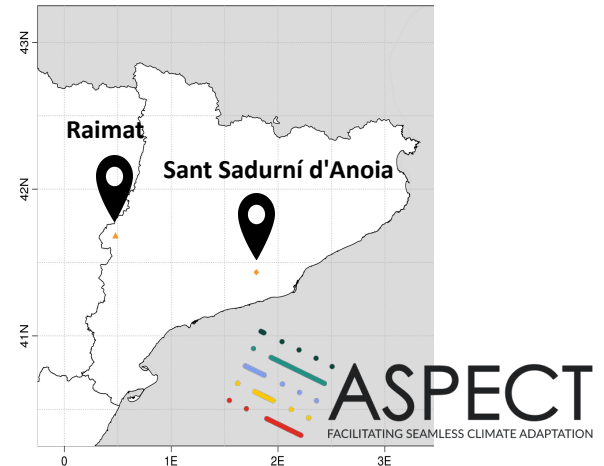 43N
Raimat
Sant Sadurní d'Anoia
42N
41N
ASPECT
FACILITATING SEAMLESS CLIMATE ADAPTATION
0 1E 2E 3E